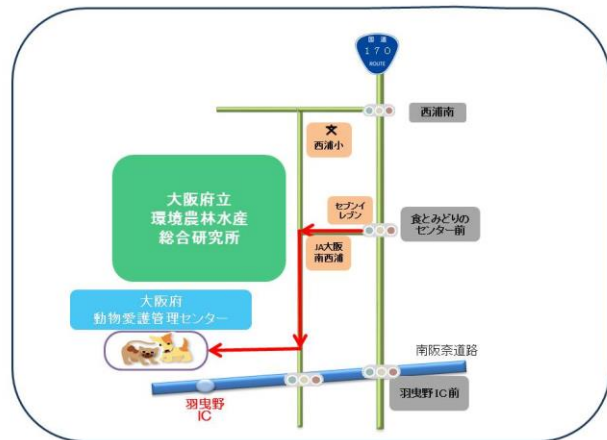 国道
170
ROUTE
西浦南
文
西浦小
大阪府立
環境農林水産
総合研究所
セブンイ
レブン
食とみどりの
センター前
JA大阪
南西浦
大阪府
動物愛護管理センター
南阪奈道路
羽曳野
IC
羽曳野IC前